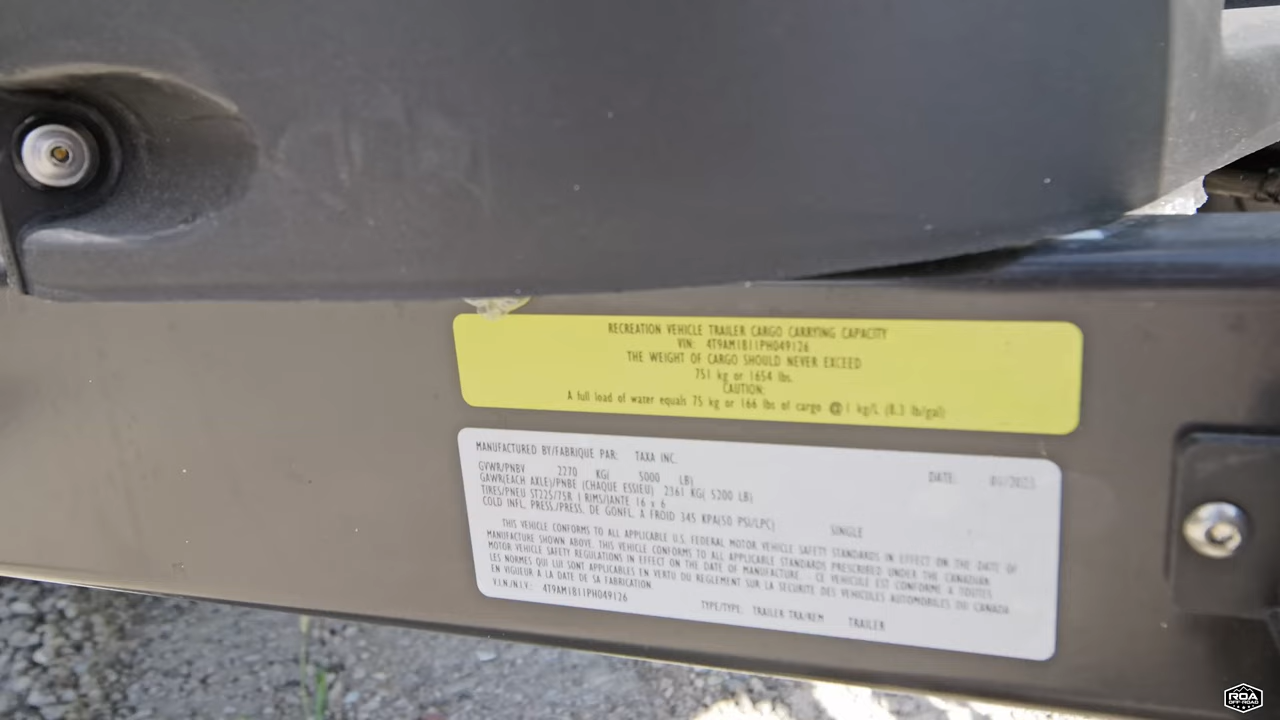 RECREATION VEHICLE TRAILER CARGO CARRYING CAPACITY
VIN: 4T9AM1B11PH049126
THE WEIGHT OF CARGO SHOULD NEVER EXCEED
751 kg or 1654 lbs.
CAUTION:
A full load of water equals 75 kg or 166 lbs of cargo @ 1 kg/L (8.3 lb/gal)
MANUFACTURED BY/FABRIQUE PAR: TAXA INC.
DATE:
GVWR/PNBV 2270 KG( 5000 LB)
GAWR(EACH AXLE)/PNBE (CHAQUE ESSIEU) 2361 KG( 5200 LB)
TIRES/PNEU ST225/75R RIMS/JANTE 16 x 6
COLD INFL. PRESS./PRESS. DE GONFL. A FROID 345 KPA(50 PSI/LPC) SINGLE
THIS VEHICLE CONFORMS TO ALL APPLICABLE U.S. FEDERAL MOTOR VEHICLE SAFETY STANDARDS IN EFFECT ON THE DATE OF
MANUFACTURE SHOWN ABOVE. THIS VEHICLE CONFORMS TO ALL APPLICABLE STANDARDS PRESCRIBED UNDER THE CANADIAN
MOTOR VEHICLE SAFETY REGULATIONS IN EFFECT ON THE DATE OF MANUFACTURE - CE VEHICULE EST CONFORME A TOUTES
LES NORMES QUI LUI SONT APPLICABLES EN VERTU DU REGLEMENT SUR LA SECURITE DES VEHICULES AUTOMOBILES DU CANADA
EN VIGUEUR A LA DATE DE SA FABRICATION.
V.I.N./N.I.V: 4T9AM1B11PH049126
TYPE/TYPE: TRAILER TRA/REM TRAILER
ROA
OFF-ROAD